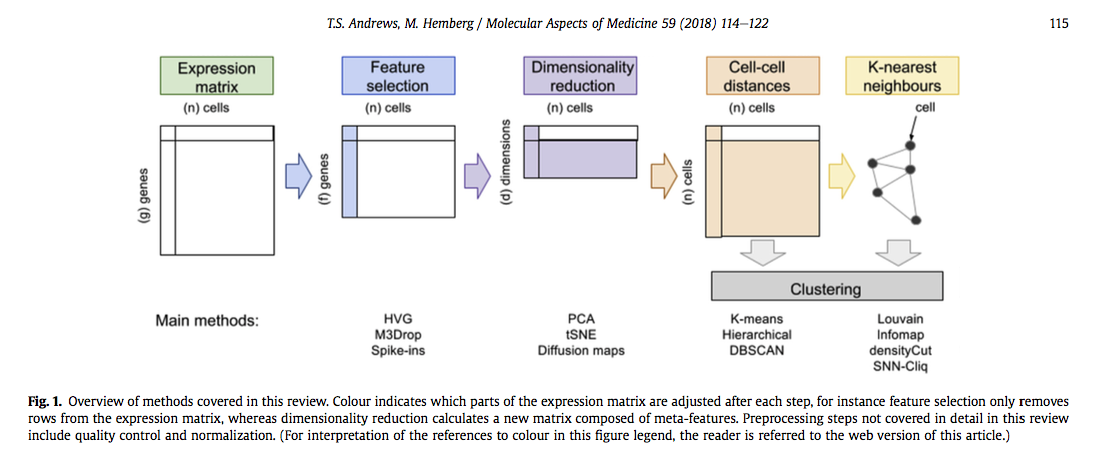 T.S. Andrews, M. Hemberg / Molecular Aspects of Medicine 59 (2018) 114–122
115
Expression
matrix
Feature
selection
Dimensionality
reduction
Cell-cell
distances
K-nearest
neighbours
(n) cells
(n) cells
(n) cells
(n) cells
cell
(g) genes
(f) genes
(d) dimensions
(n) cells
Clustering
Main methods:
HVG
M3Drop
Spike-ins
PCA
tSNE
Diffusion maps
K-means
Hierarchical
DBSCAN
Louvain
Infomap
densityCut
SNN-Cliq
Fig. 1. Overview of methods covered in this review. Colour indicates which parts of the expression matrix are adjusted after each step, for instance feature selection only removes
rows from the expression matrix, whereas dimensionality reduction calculates a new matrix composed of meta-features. Preprocessing steps not covered in detail in this review
include quality control and normalization. (For interpretation of the references to colour in this figure legend, the reader is referred to the web version of this article.)